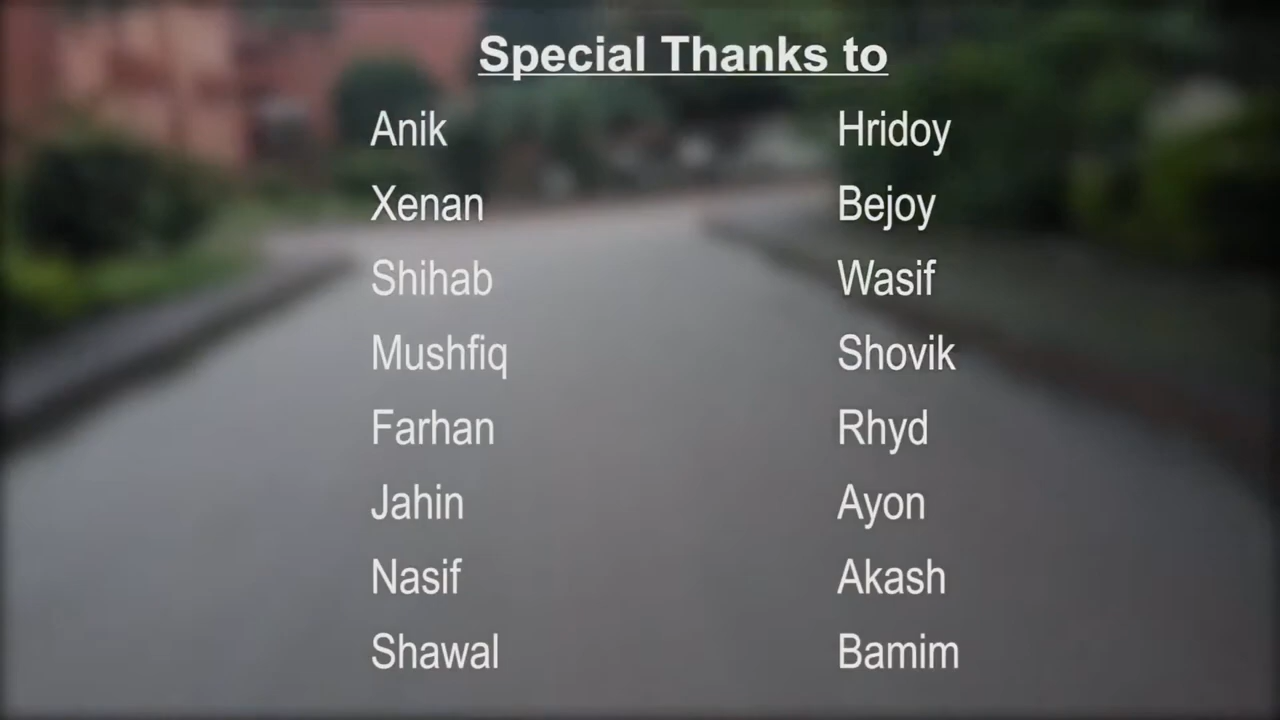 Special Thanks to
Anik
Xenan
Shihab
Mushfiq
Farhan
Jahin
Nasif
Shawal
Hridoy
Bejoy
Wasif
Shovik
Rhyd
Ayon
Akash
Bamim